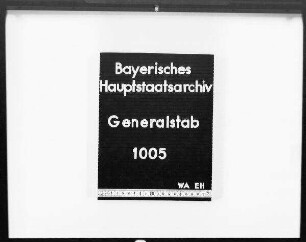 Bayerisches
Hauptstaatsarchiv
Generalstab
1005
WA EH